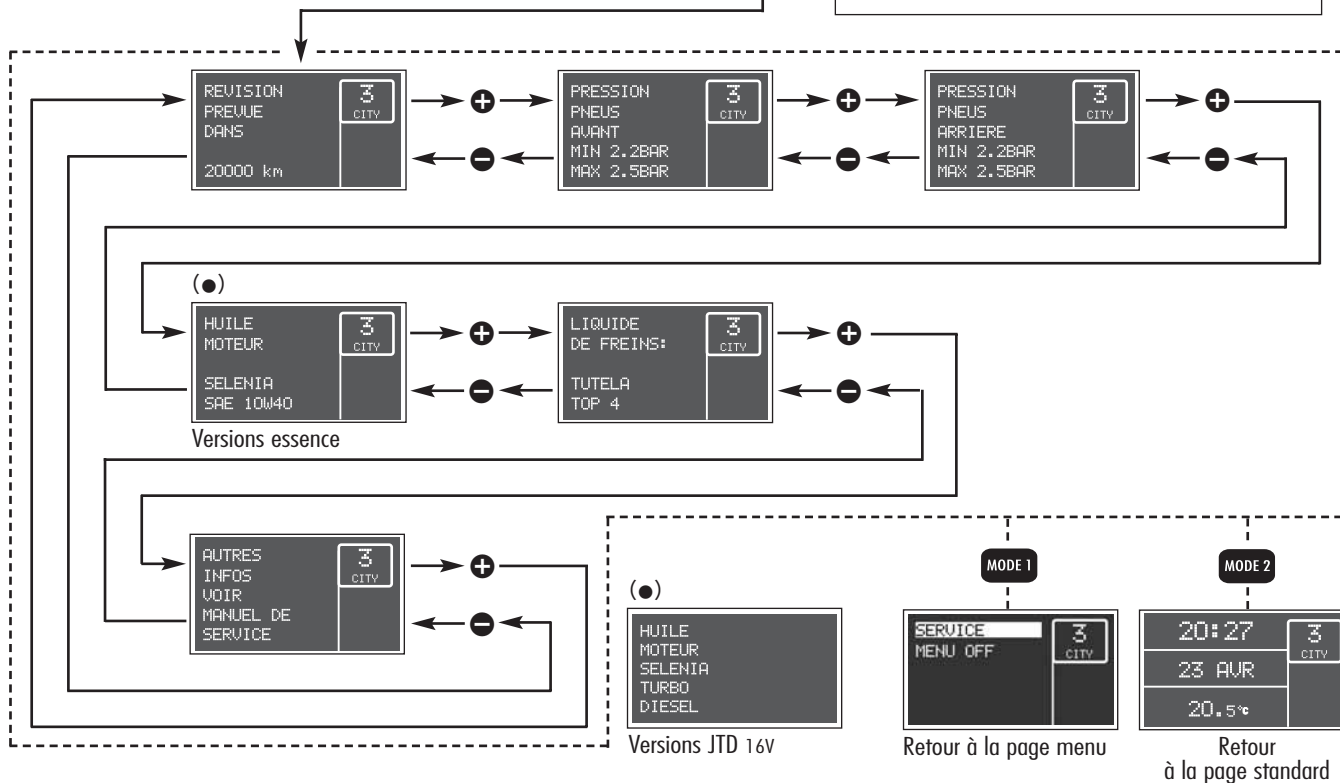 REVISION
PREVUE
DANS
20000 km
3
CITY
+
-
PRESSION
PNEUS
AVANT
MIN 2.2BAR
MAX 2.5BAR
3
CITY
+
-
PRESSION
PNEUS
ARRIERE
MIN 2.2BAR
MAX 2.5BAR
3
CITY
+
-
(●)
HUILE
MOTEUR
SELENIA
SAE 10W40
3
CITY
Versions essence
+
-
LIQUIDE
DE FREINS:
TUTELA
TOP 4
3
CITY
+
-
AUTRES
INFOS
VOIR
MANUEL DE
SERVICE
3
CITY
+
-
(●)
HUILE
MOTEUR
SELENIA
TURBO
DIESEL
Versions JTD 16V
MODE 1
SERVICE
MENU OFF
3
CITY
Retour à la page menu
MODE 2
20:27
23 AVR
20.5°C
3
CITY
Retour
à la page standard